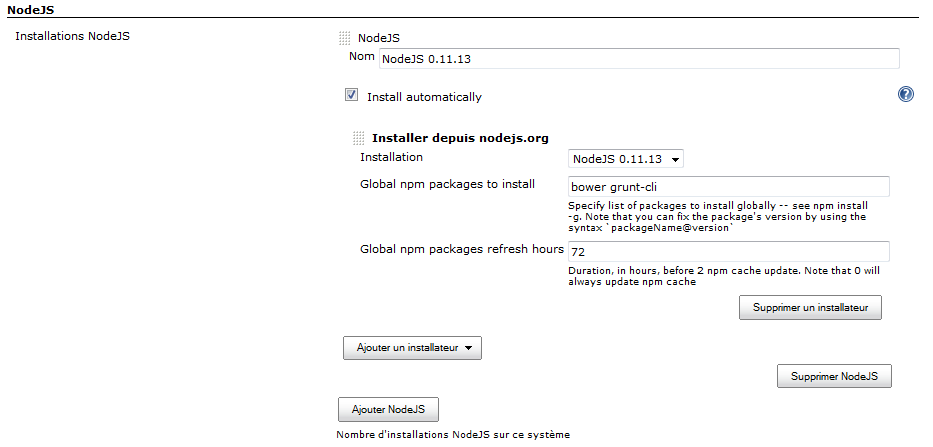 NodeJS
Installations NodeJS
NodeJS
Nom NodeJS 0.11.13
Install automatically
?
Installer depuis nodejs.org
Installation NodeJS 0.11.13
Global npm packages to install bower grunt-cli
Specify list of packages to install globally -- see npm install
-g. Note that you can fix the package's version by using the
syntax `packageName@version`
Global npm packages refresh hours 72
Duration, in hours, before 2 npm cache update. Note that 0 will
always update npm cache
Supprimer un installateur
Ajouter un installateur
Supprimer NodeJS
Ajouter NodeJS
Nombre d'installations NodeJS sur ce système